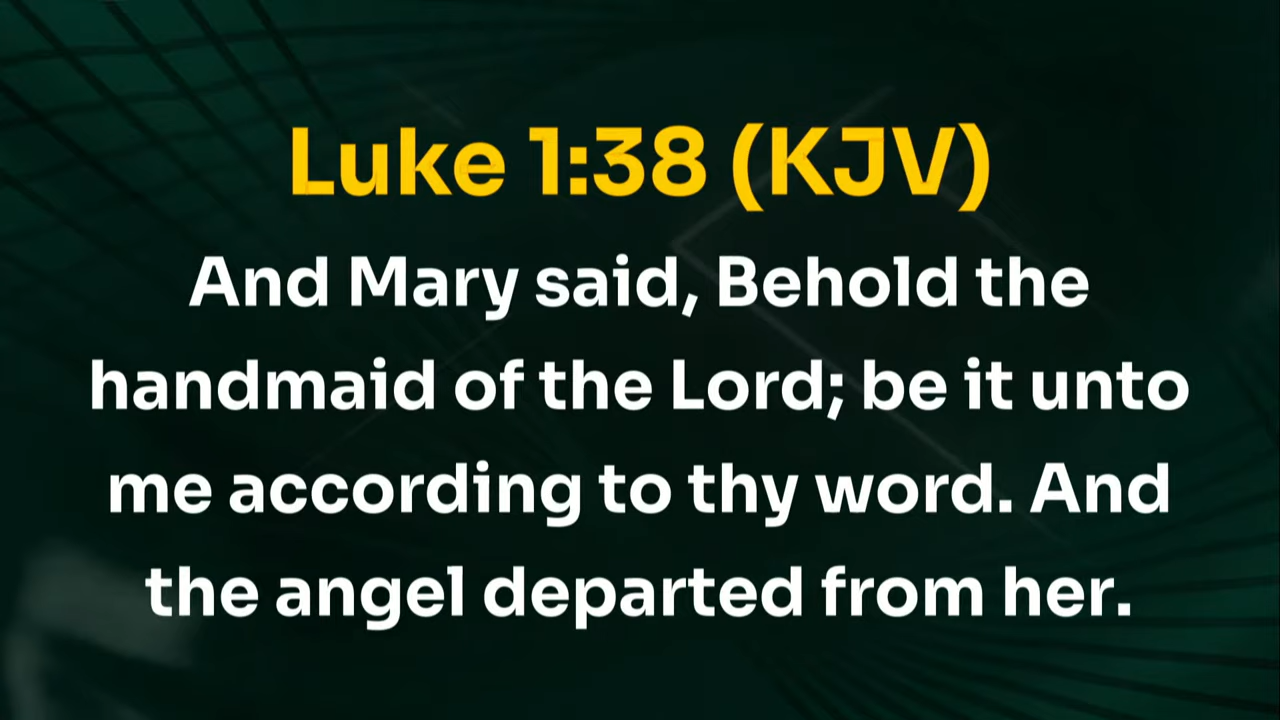 Luke 1:38 (KJV)
And Mary said, Behold the
handmaid of the Lord; be it unto
me according to thy word. And
the angel departed from her.